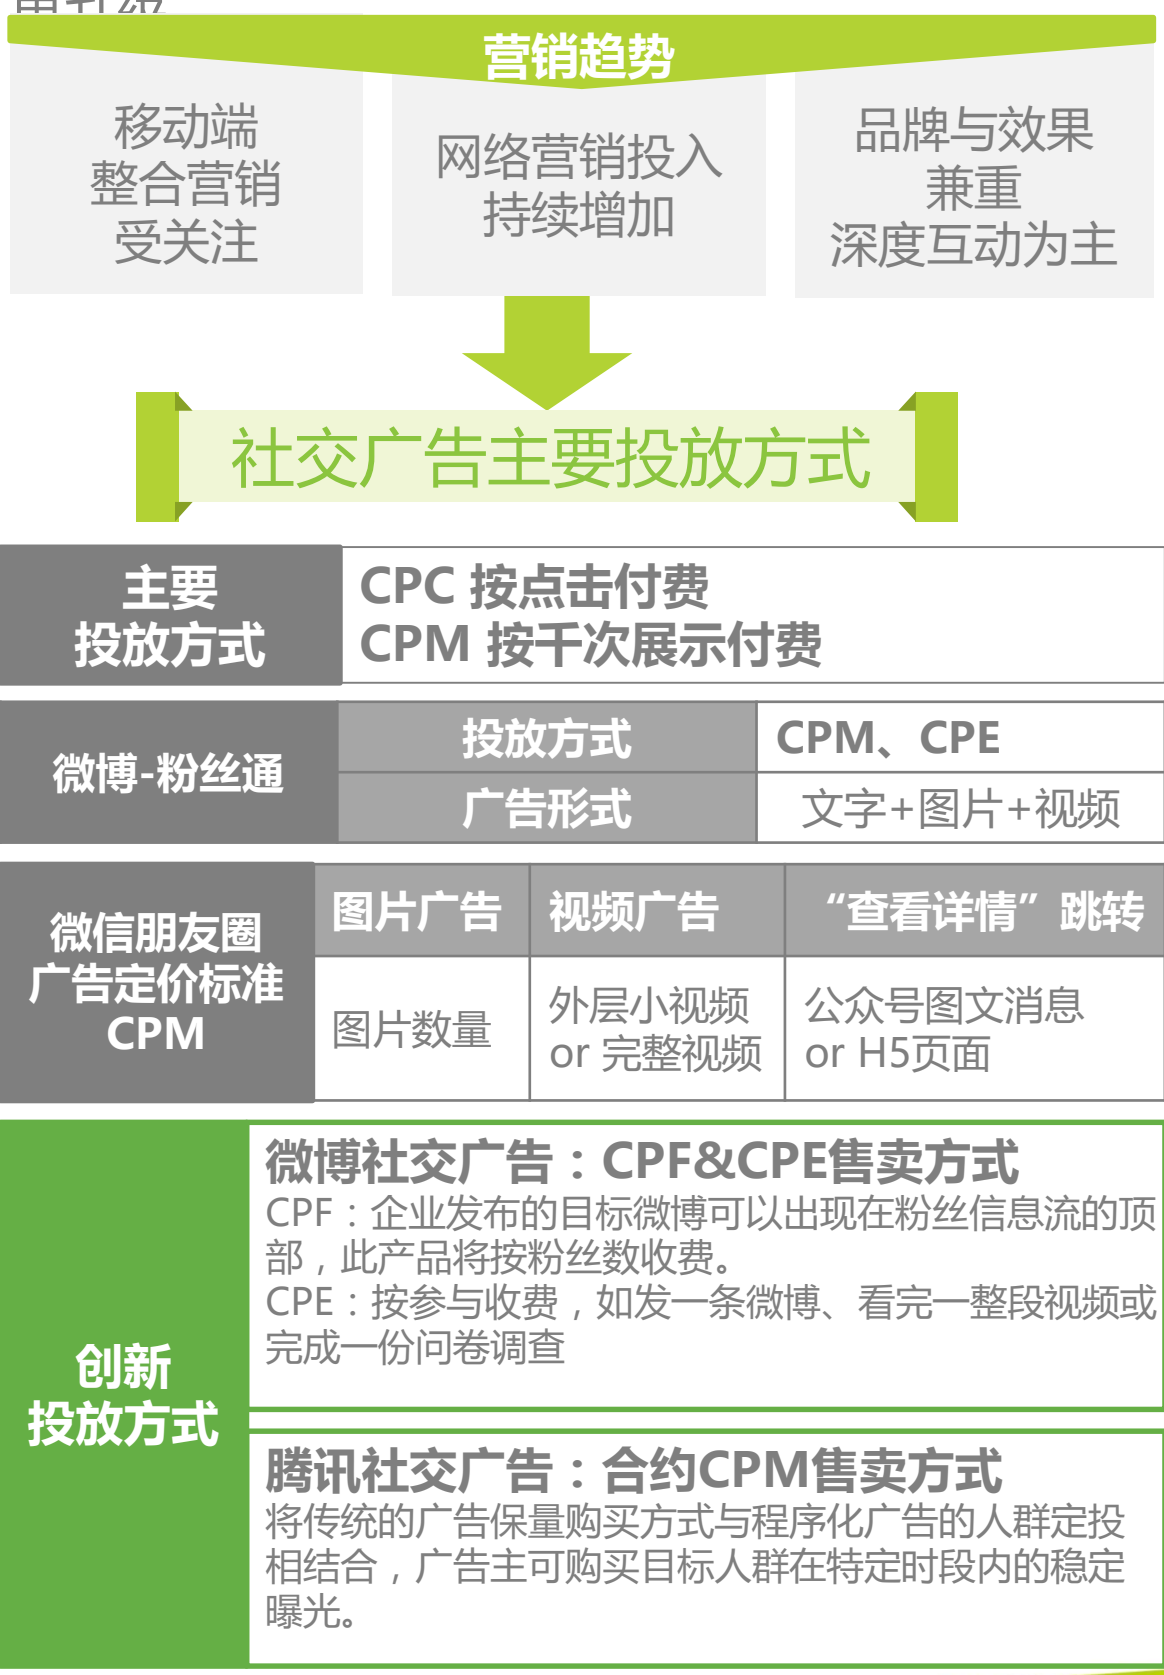 营销趋势
移动端
整合营销
受关注
网络营销投入
持续增加
品牌与效果
兼重
深度互动为主
社交广告主要投放方式
主要
投放方式
CPC 按点击付费
CPM 按千次展示付费
微博-粉丝通
投放方式
CPM、CPE
广告形式
文字+图片+视频
微信朋友圈
广告定价标准
CPM
图片广告
视频广告
“查看详情”跳转
图片数量
外层小视频
or 完整视频
公众号图文消息
or H5页面
创新
投放方式
微博社交广告：CPF&CPE售卖方式
CPF：企业发布的目标微博可以出现在粉丝信息流的顶
部，此产品将按粉丝数收费。
CPE：按参与收费，如发一条微博、看完一整段视频或
完成一份问卷调查
腾讯社交广告：合约CPM售卖方式
将传统的广告保量购买方式与程序化广告的人群定投
相结合，广告主可购买目标人群在特定时段内的稳定
曝光。